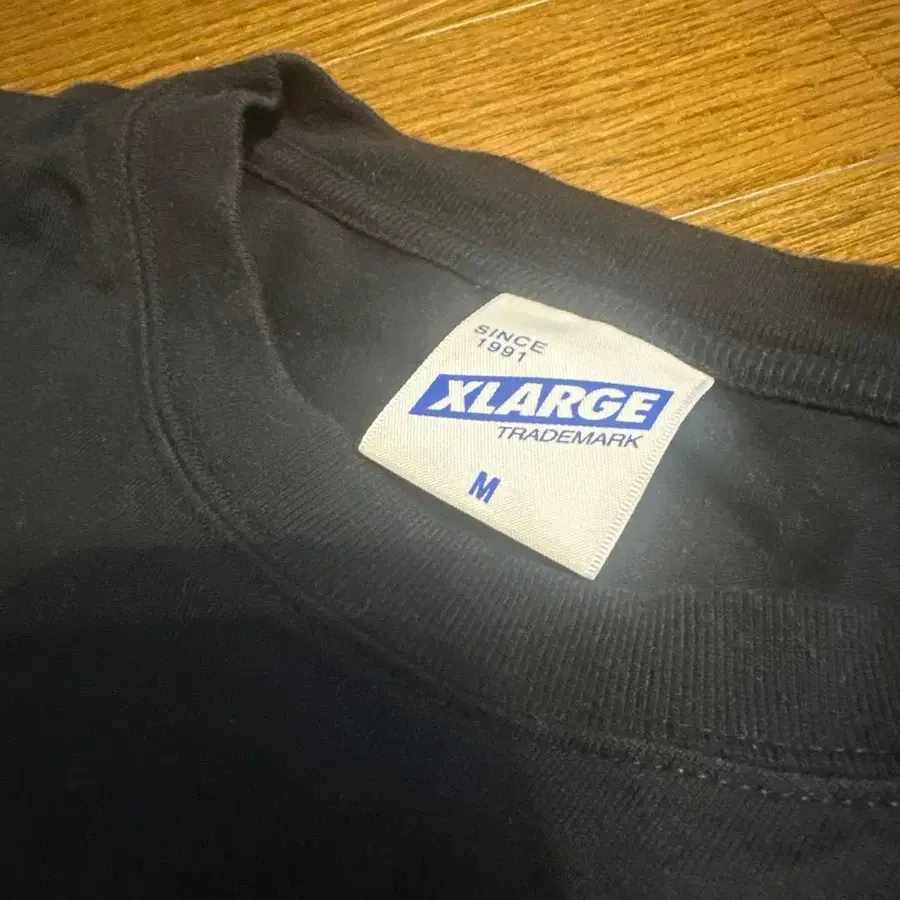 SINCE
1991
XLARGE
TRADEMARK
M